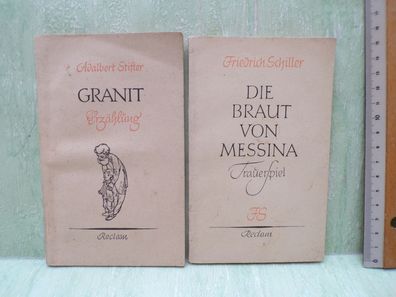 Adalbert Stifter
GRANIT
Erzählung
Reclam
Friedrich Schiller
DIE
BRAUT
VON
MESSINA
Trauerspiel
FS
Reclam